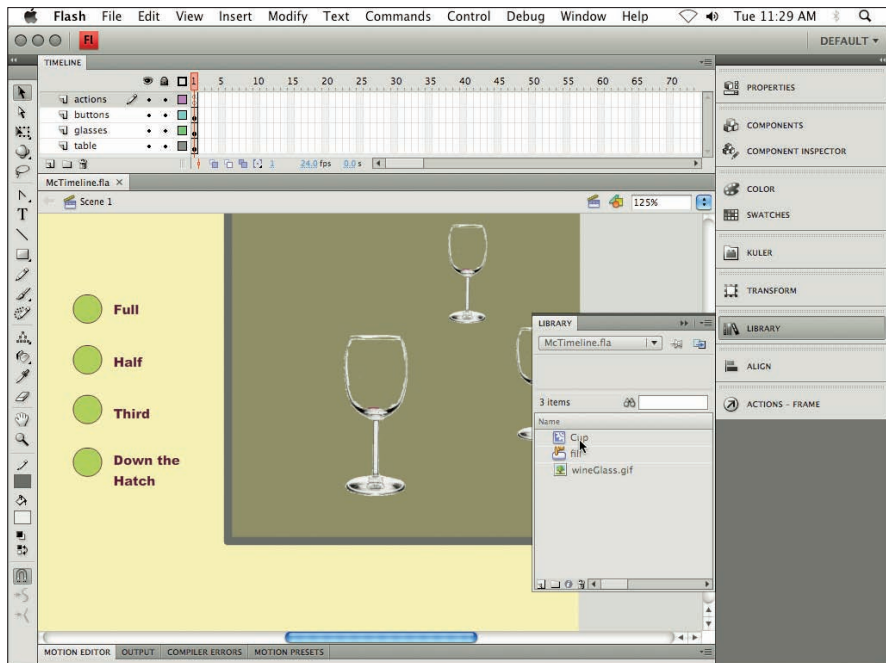 Flash File Edit View Insert Modify Text Commands Control Debug Window Help Tue 11:29 AM
Fl DEFAULT
TIMELINE
1 5 10 15 20 25 30 35 40 45 50 55 60 65 70
actions
buttons
glasses
table
1 24.0 fps 0.0 s
McTimeline.fla
Scene 1 125%
T
Full
Half
Third
Down the
Hatch
LIBRARY
McTimeline.fla
3 items
Name
Cup
fill
wineGlass.gif
PROPERTIES
COMPONENTS
COMPONENT INSPECTOR
COLOR
SWATCHES
KULER
TRANSFORM
LIBRARY
ALIGN
ACTIONS - FRAME
MOTION EDITOR OUTPUT COMPILER ERRORS MOTION PRESETS